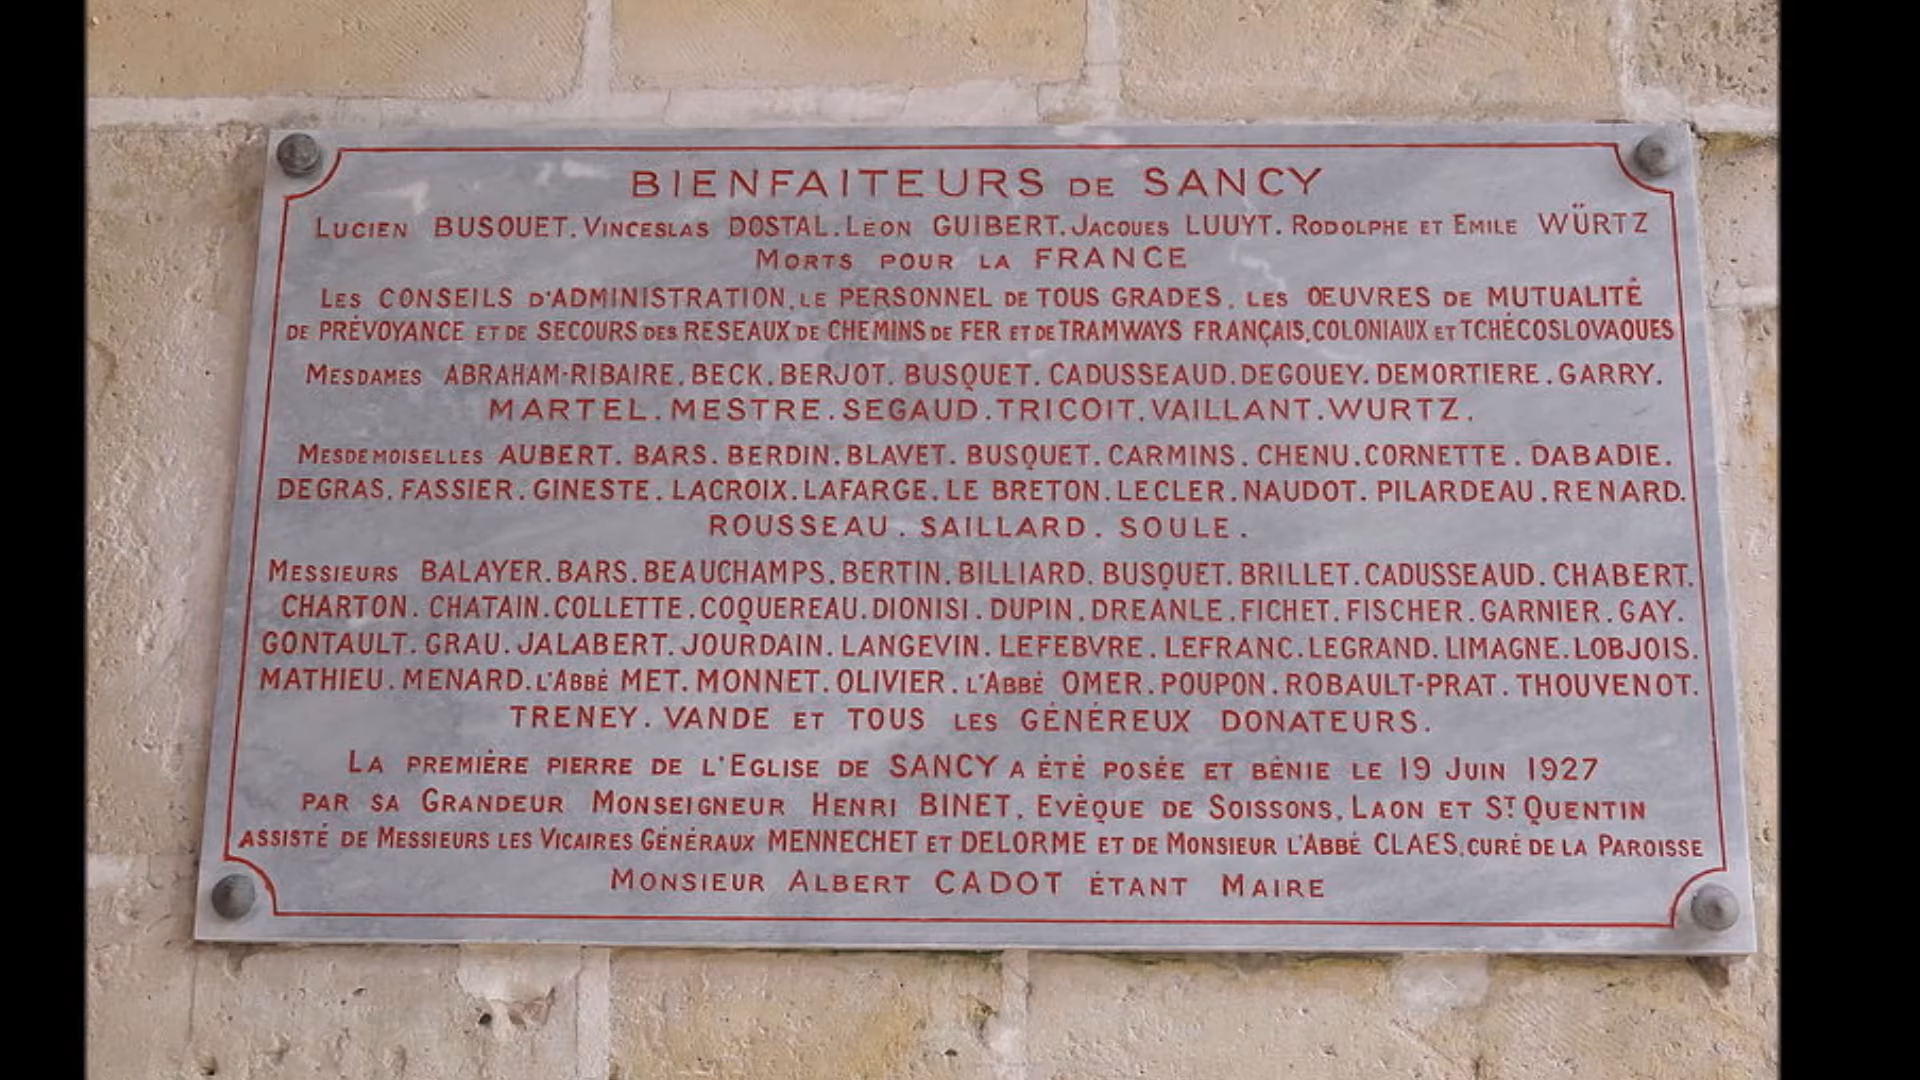 BIENFAITEURS DE SANCY
LUCIEN BUSQUET. VINCESLAS DOSTAL. LÉON GUIBERT. JACQUES LUUYT. RODOLPHE ET EMILE WÜRTZ
MORTS POUR LA FRANCE
LES CONSEILS D'ADMINISTRATION, LE PERSONNEL DE TOUS GRADES, LES ŒUVRES DE MUTUALITÉ
DE PRÉVOYANCE ET DE SECOURS DES RESEAUX DE CHEMINS DE FER ET DE TRAMWAYS FRANÇAIS, COLONIAUX ET TCHÉCOSLOVAQUES
MESDAMES ABRAHAM-RIBAIRE. BECK. BERJOT. BUSQUET. CADUSSEAUD. DEGOUEY. DEMORTIERE. GARRY.
MARTEL. MESTRE. SEGAUD. TRICOIT. VAILLANT. WURTZ.
MESDEMOISELLES AUBERT. BARS. BERDIN. BLAVET. BUSQUET. CARMINS. CHENU. CORNETTE. DABADIE.
DEGRAS. FASSIER. GINESTE. LACROIX. LAFARGE. LE BRETON. LECLER. NAUDOT. PILARDEAU. RENARD.
ROUSSEAU. SAILLARD. SOULE.
MESSIEURS BALAYER. BARS. BEAUCHAMPS. BERTIN. BILLIARD. BUSQUET. BRILLET. CADUSSEAUD. CHABERT.
CHARTON. CHATAIN. COLLETTE. COQUEREAU. DIONISI. DUPIN. DREANLE. FICHET. FISCHER. GARNIER. GAY.
GONTAULT. GRAU. JALABERT. JOURDAIN. LANGEVIN. LEFEBVRE. LEFRANC. LEGRAND. LIMAGNE. LOBJOIS.
MATHIEU. MENARD. L'ABBÉ MET. MONNET. OLIVIER. L'ABBÉ OMER. POUPON. ROBAULT-PRAT. THOUVENOT.
TRENEY. VANDE ET TOUS LES GÉNÉREUX DONATEURS.
LA PREMIÈRE PIERRE DE L'EGLISE DE SANCY A ÉTÉ POSÉE ET BÉNIE LE 19 JUIN 1927
PAR SA GRANDEUR MONSEIGNEUR HENRI BINET, EVÊQUE DE SOISSONS, LAON ET ST QUENTIN
ASSISTÉ DE MESSIEURS LES VICAIRES GÉNÉRAUX MENNECHET ET DELORME ET DE MONSIEUR L'ABBÉ CLAES, CURÉ DE LA PAROISSE
MONSIEUR ALBERT CADOT ÉTANT MAIRE